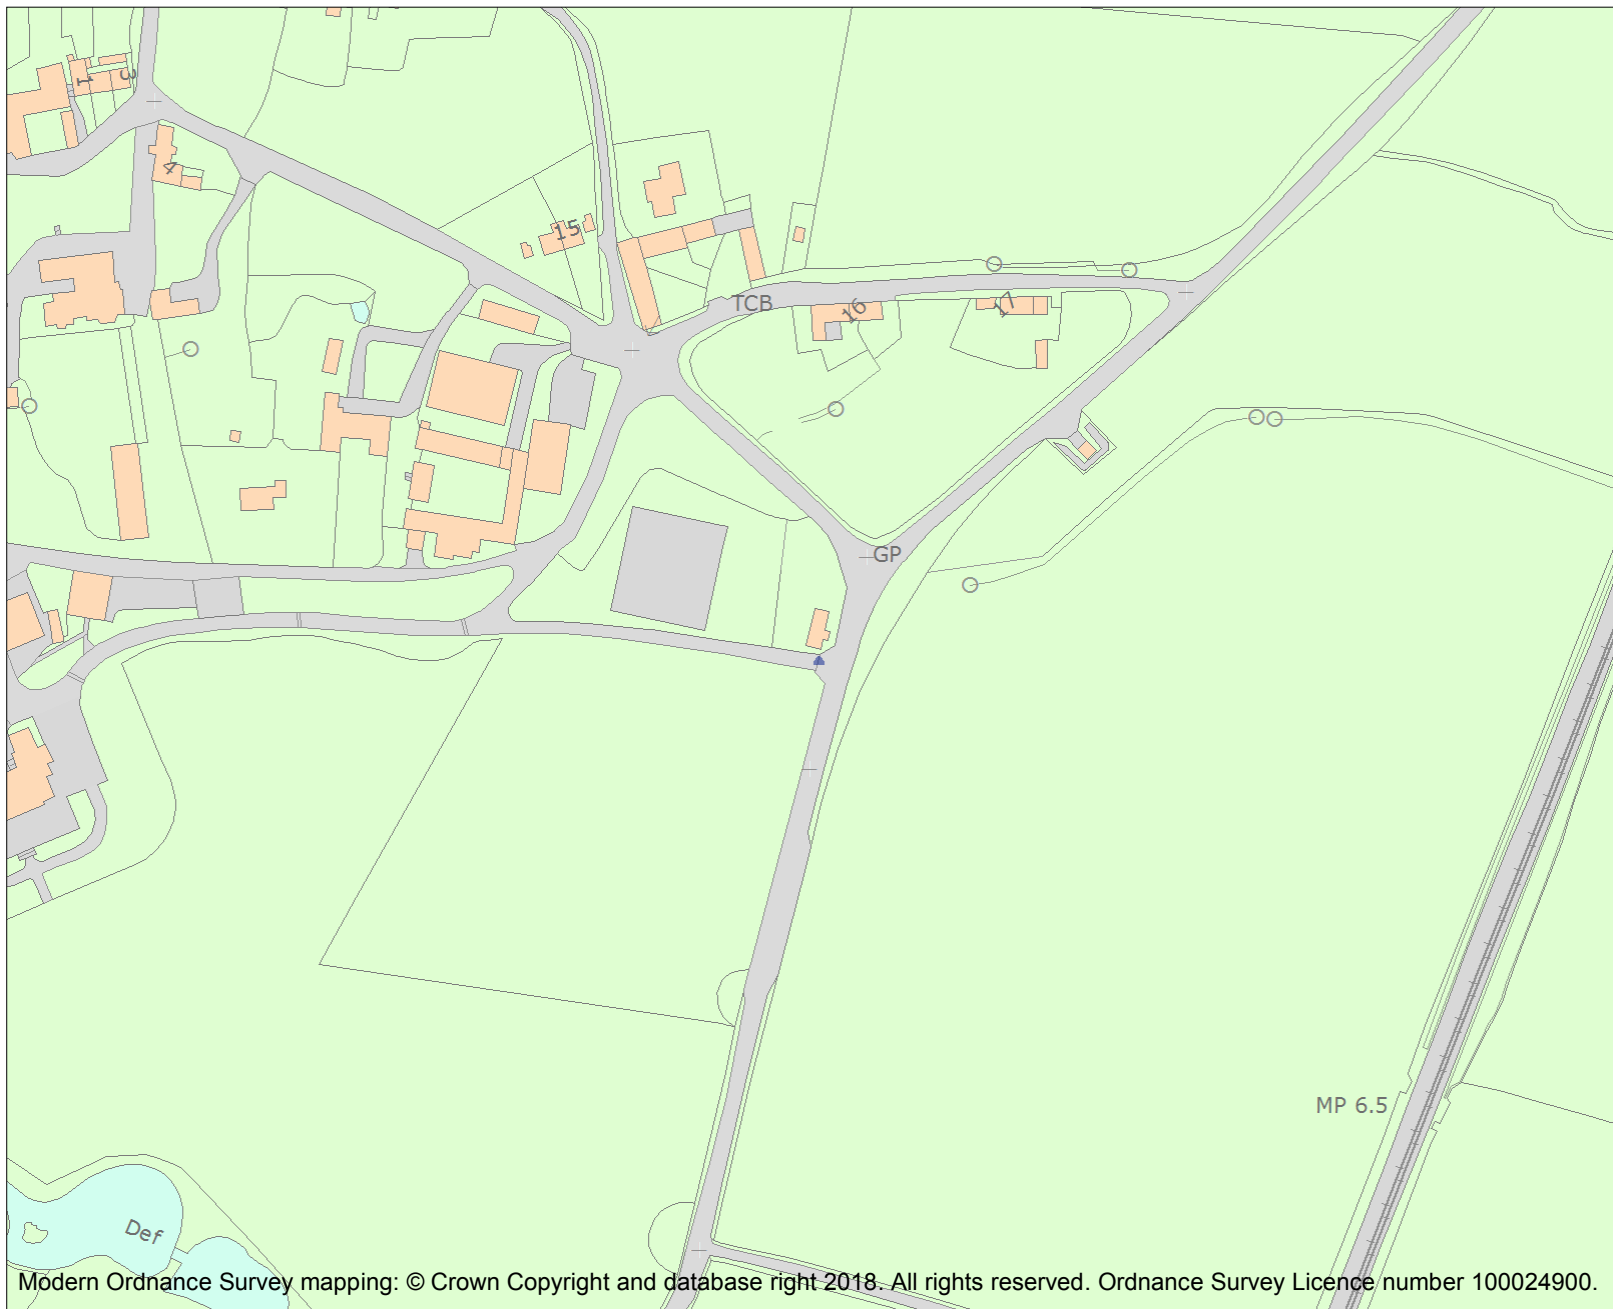 1
3
4
15
TCB
16
17
GP
MP 6.5
Def
Modern Ordnance Survey mapping: © Crown Copyright and database right 2018. All rights reserved. Ordnance Survey Licence number 100024900.